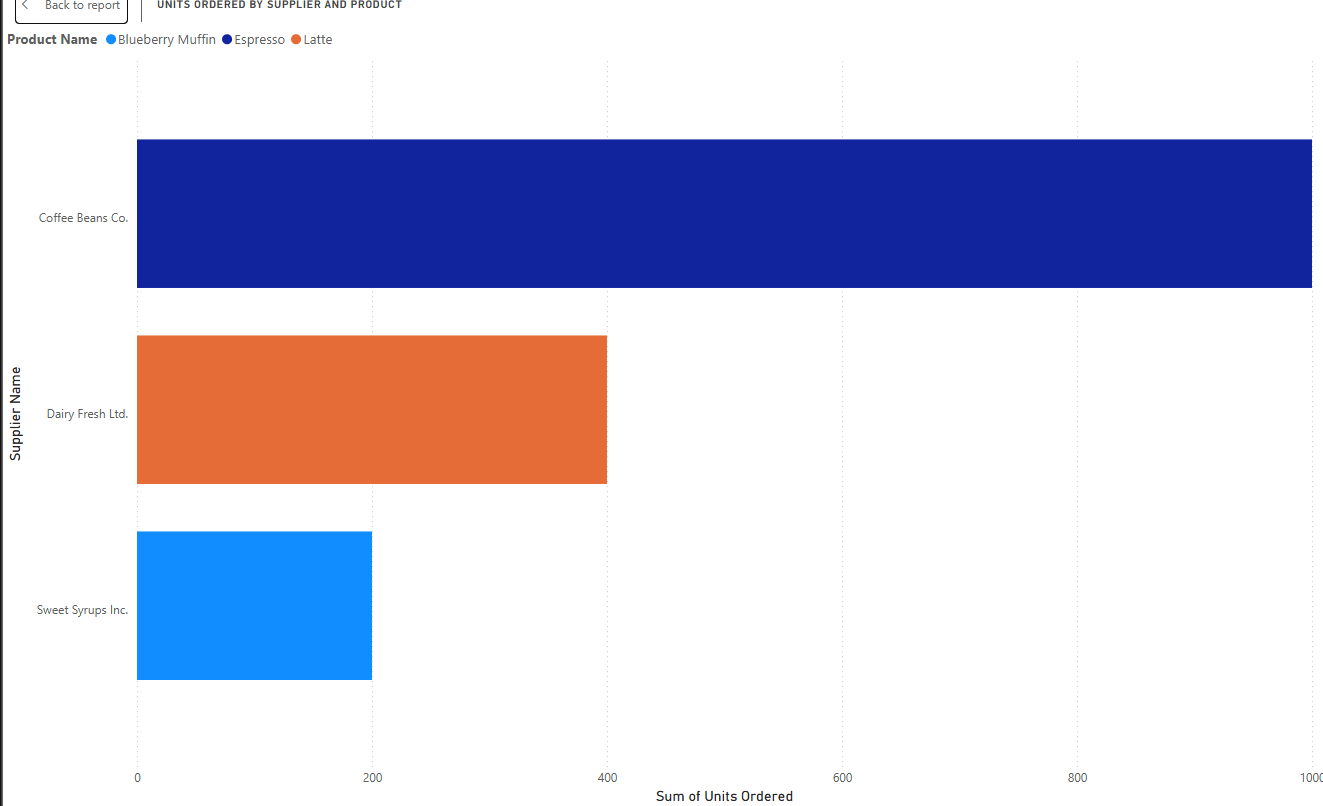 Back to report
UNITS ORDERED BY SUPPLIER AND PRODUCT
Product Name Blueberry Muffin Espresso Latte
Supplier Name
Coffee Beans Co.
Dairy Fresh Ltd.
Sweet Syrups Inc.
0 200 400 600 800 1000
Sum of Units Ordered